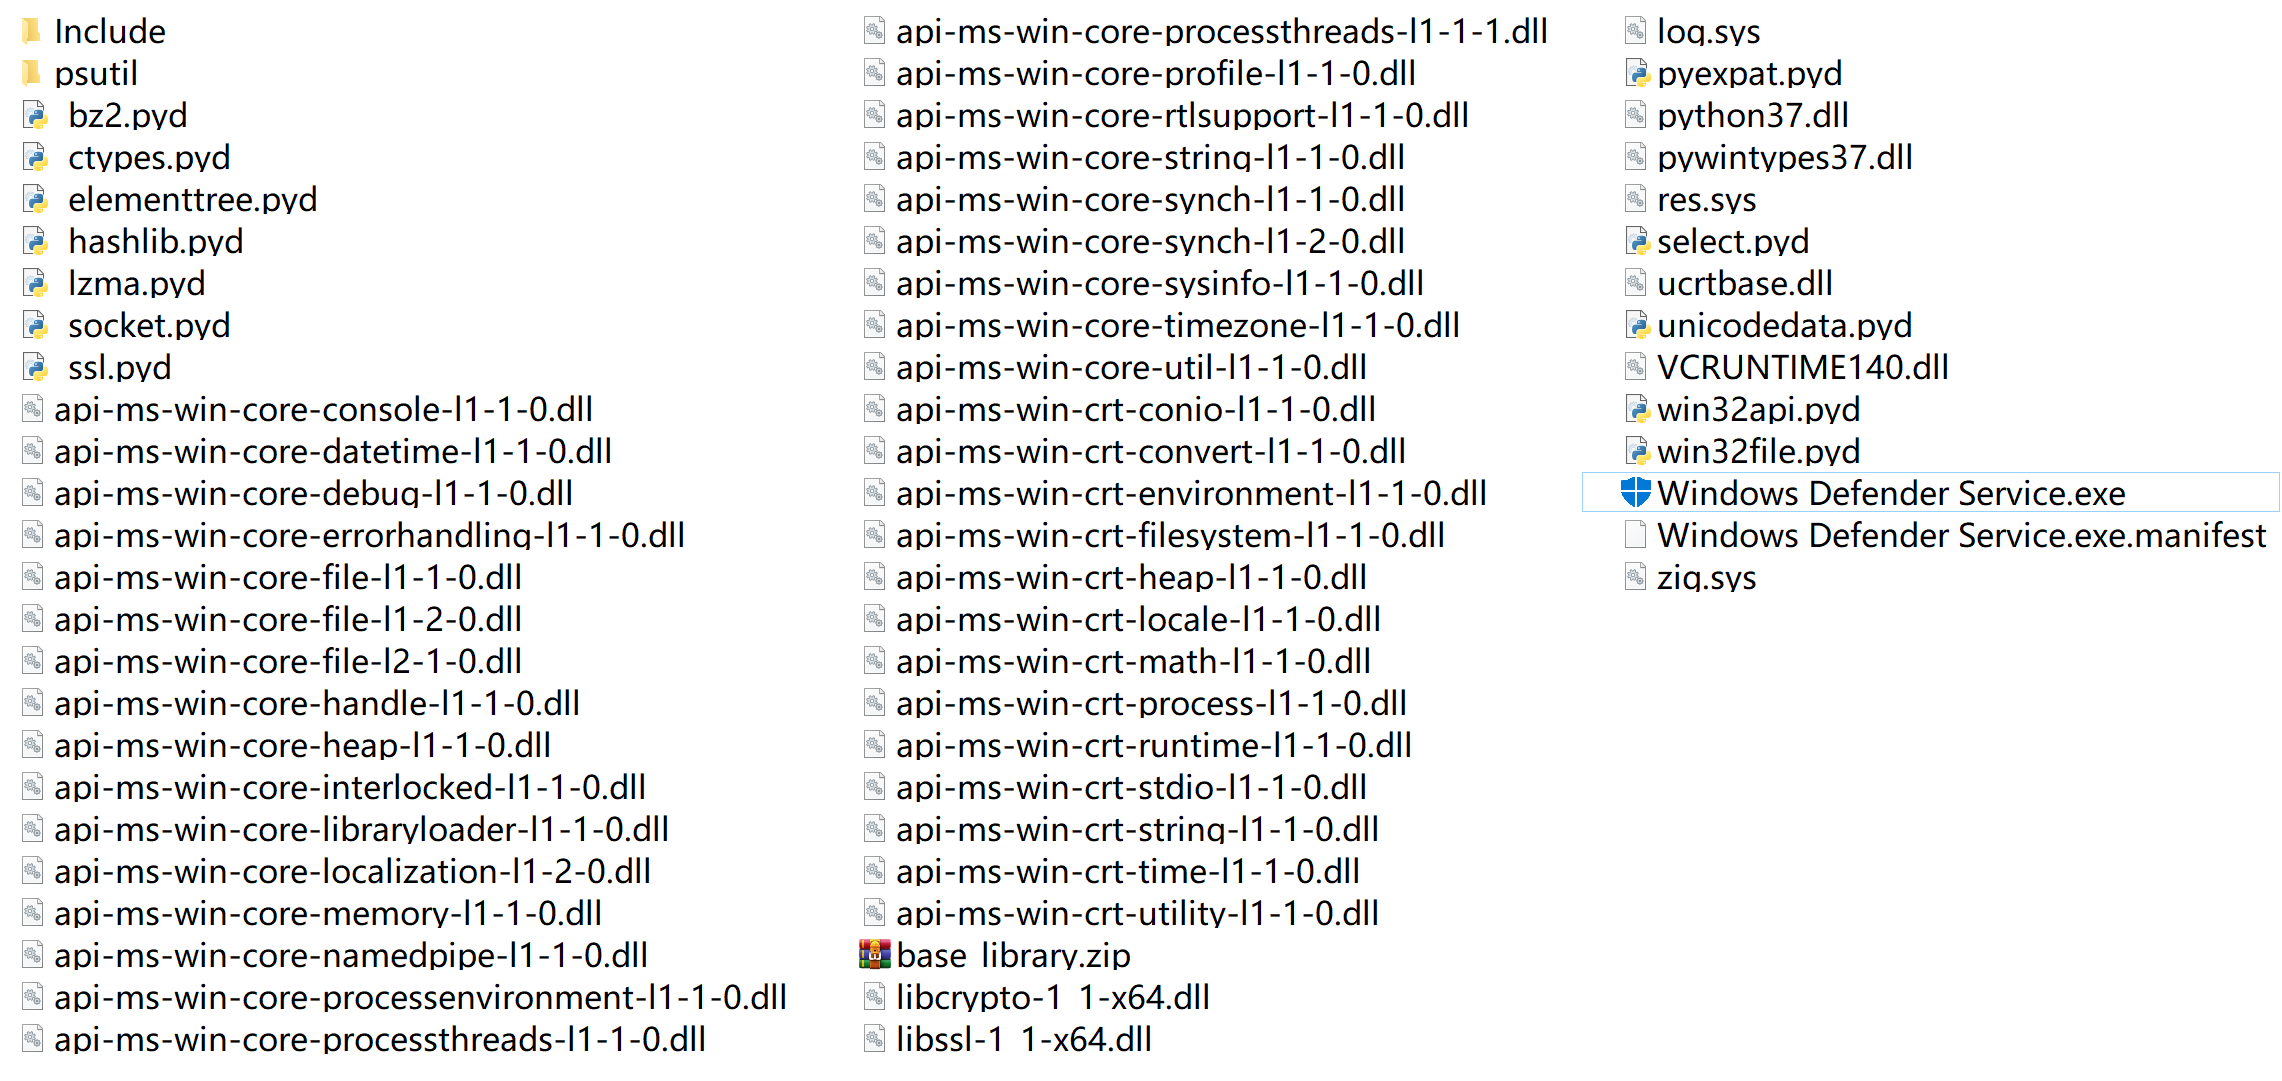 Include
psutil
bz2.pyd
ctypes.pyd
elementtree.pyd
hashlib.pyd
lzma.pyd
socket.pyd
ssl.pyd
api-ms-win-core-console-l1-1-0.dll
api-ms-win-core-datetime-l1-1-0.dll
api-ms-win-core-debug-l1-1-0.dll
api-ms-win-core-errorhandling-l1-1-0.dll
api-ms-win-core-file-l1-1-0.dll
api-ms-win-core-file-l1-2-0.dll
api-ms-win-core-file-l2-1-0.dll
api-ms-win-core-handle-l1-1-0.dll
api-ms-win-core-heap-l1-1-0.dll
api-ms-win-core-interlocked-l1-1-0.dll
api-ms-win-core-libraryloader-l1-1-0.dll
api-ms-win-core-localization-l1-2-0.dll
api-ms-win-core-memory-l1-1-0.dll
api-ms-win-core-namedpipe-l1-1-0.dll
api-ms-win-core-processenvironment-l1-1-0.dll
api-ms-win-core-processthreads-l1-1-0.dll
api-ms-win-core-processthreads-l1-1-1.dll
api-ms-win-core-profile-l1-1-0.dll
api-ms-win-core-rtlsupport-l1-1-0.dll
api-ms-win-core-string-l1-1-0.dll
api-ms-win-core-synch-l1-1-0.dll
api-ms-win-core-synch-l1-2-0.dll
api-ms-win-core-sysinfo-l1-1-0.dll
api-ms-win-core-timezone-l1-1-0.dll
api-ms-win-core-util-l1-1-0.dll
api-ms-win-crt-conio-l1-1-0.dll
api-ms-win-crt-convert-l1-1-0.dll
api-ms-win-crt-environment-l1-1-0.dll
api-ms-win-crt-filesystem-l1-1-0.dll
api-ms-win-crt-heap-l1-1-0.dll
api-ms-win-crt-locale-l1-1-0.dll
api-ms-win-crt-math-l1-1-0.dll
api-ms-win-crt-process-l1-1-0.dll
api-ms-win-crt-runtime-l1-1-0.dll
api-ms-win-crt-stdio-l1-1-0.dll
api-ms-win-crt-string-l1-1-0.dll
api-ms-win-crt-time-l1-1-0.dll
api-ms-win-crt-utility-l1-1-0.dll
base library.zip
libcrypto-1 1-x64.dll
libssl-1 1-x64.dll
log.sys
pyexpat.pyd
python37.dll
pywintypes37.dll
res.sys
select.pyd
ucrtbase.dll
unicodedata.pyd
VCRUNTIME140.dll
win32api.pyd
win32file.pyd
Windows Defender Service.exe
Windows Defender Service.exe.manifest
zig.sys